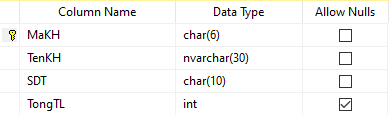 Column Name Data Type Allow Nulls
MaKH char(6)
TenKH nvarchar(30)
SDT char(10)
TongTL int